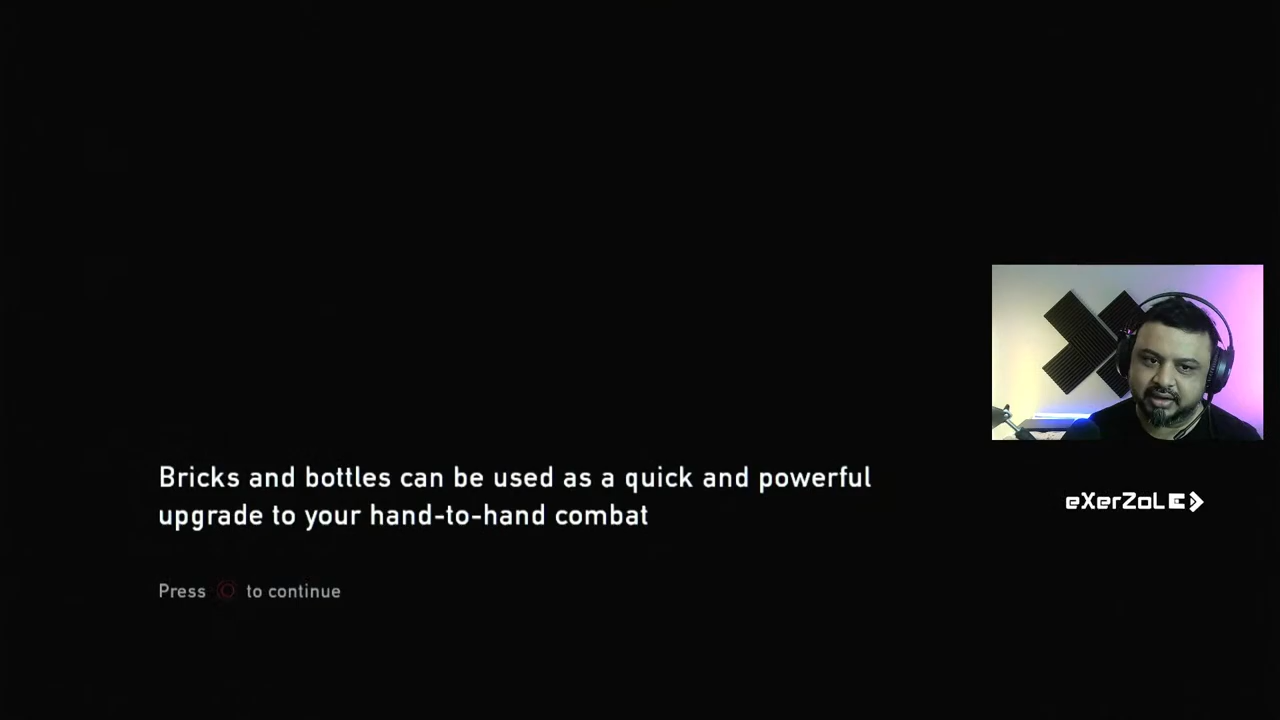 Bricks and bottles can be used as a quick and powerful
upgrade to your hand-to-hand combat
eXerZoL
Press to continue